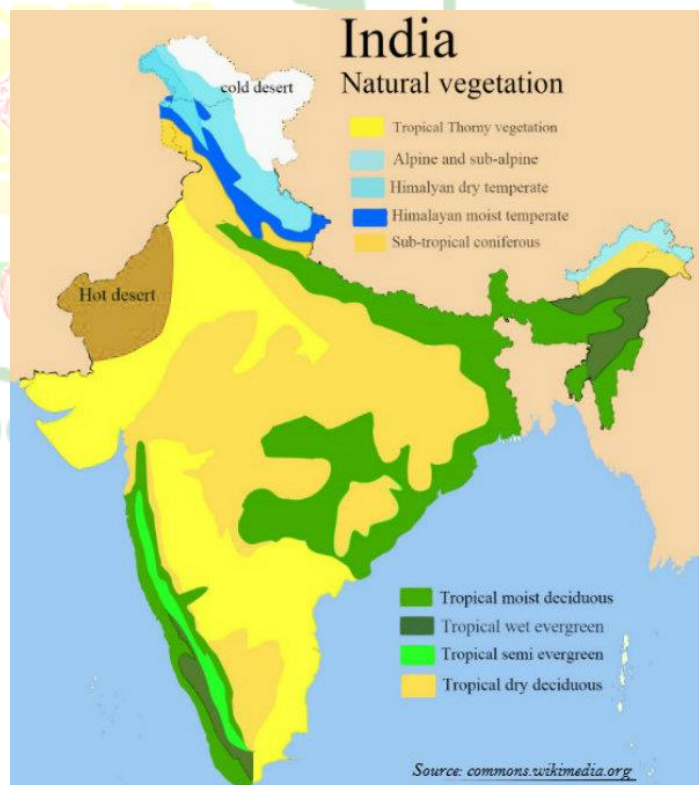 India
Natural vegetation
cold desert
Tropical Thorny vegetation
Alpine and sub-alpine
Himalyan dry temperate
Himalayan moist temperate
Sub-tropical coniferous
Hot desert
Tropical moist deciduous
Tropical wet evergreen
Tropical semi evergreen
Tropical dry deciduous
Source: commons.wikimedia.org